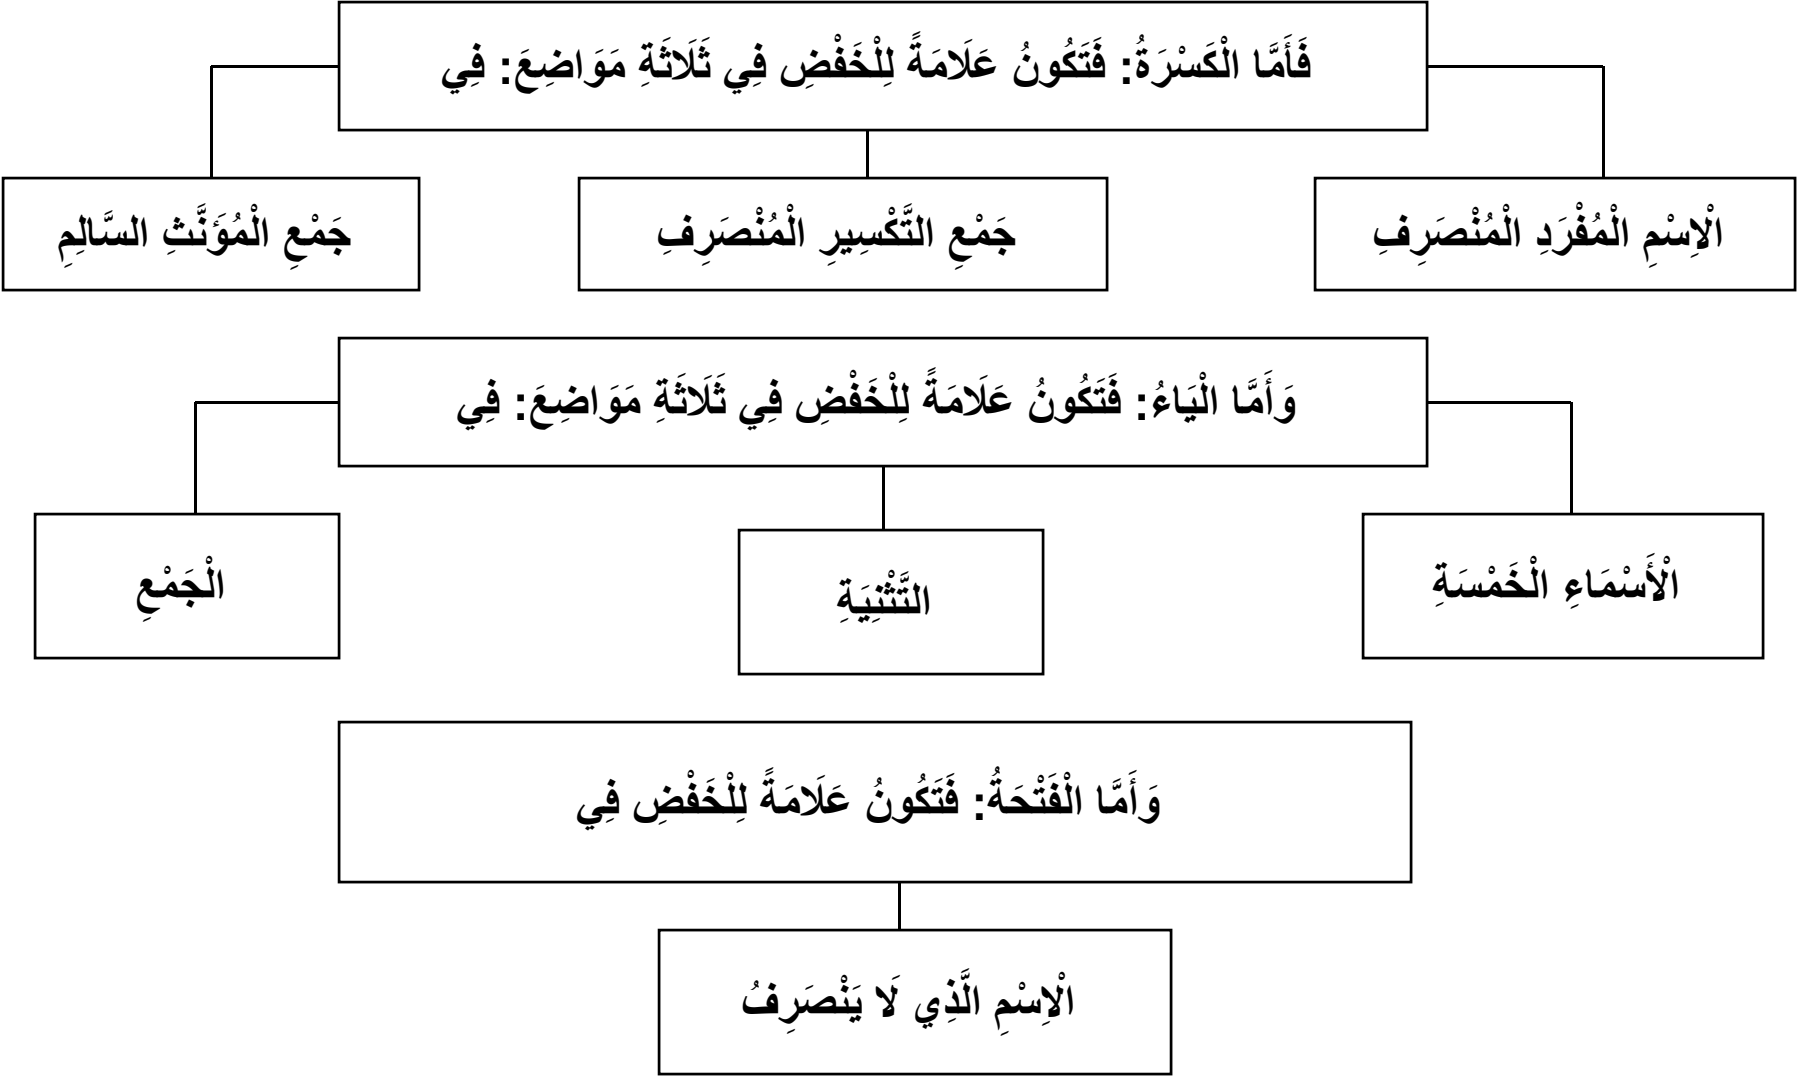 فَأَمَّا الْكَسْرَةُ: فَتَكُونُ عَلَامَةً لِلْخَفْضِ فِي ثَلَاثَةِ مَوَاضِعَ: فِي
الْاِسْمِ الْمُفْرَدِ الْمُنْصَرِفِ
جَمْعِ التَّكْسِيرِ الْمُنْصَرِفِ
جَمْعِ الْمُؤَنَّثِ السَّالِمِ
وَأَمَّا الْيَاءُ: فَتَكُونُ عَلَامَةً لِلْخَفْضِ فِي ثَلَاثَةِ مَوَاضِعَ: فِي
الْأَسْمَاءِ الْخَمْسَةِ
التَّثْنِيَةِ
الْجَمْعِ
وَأَمَّا الْفَتْحَةُ: فَتَكُونُ عَلَامَةً لِلْخَفْضِ فِي
الْاِسْمِ الَّذِي لَا يَنْصَرِفُ